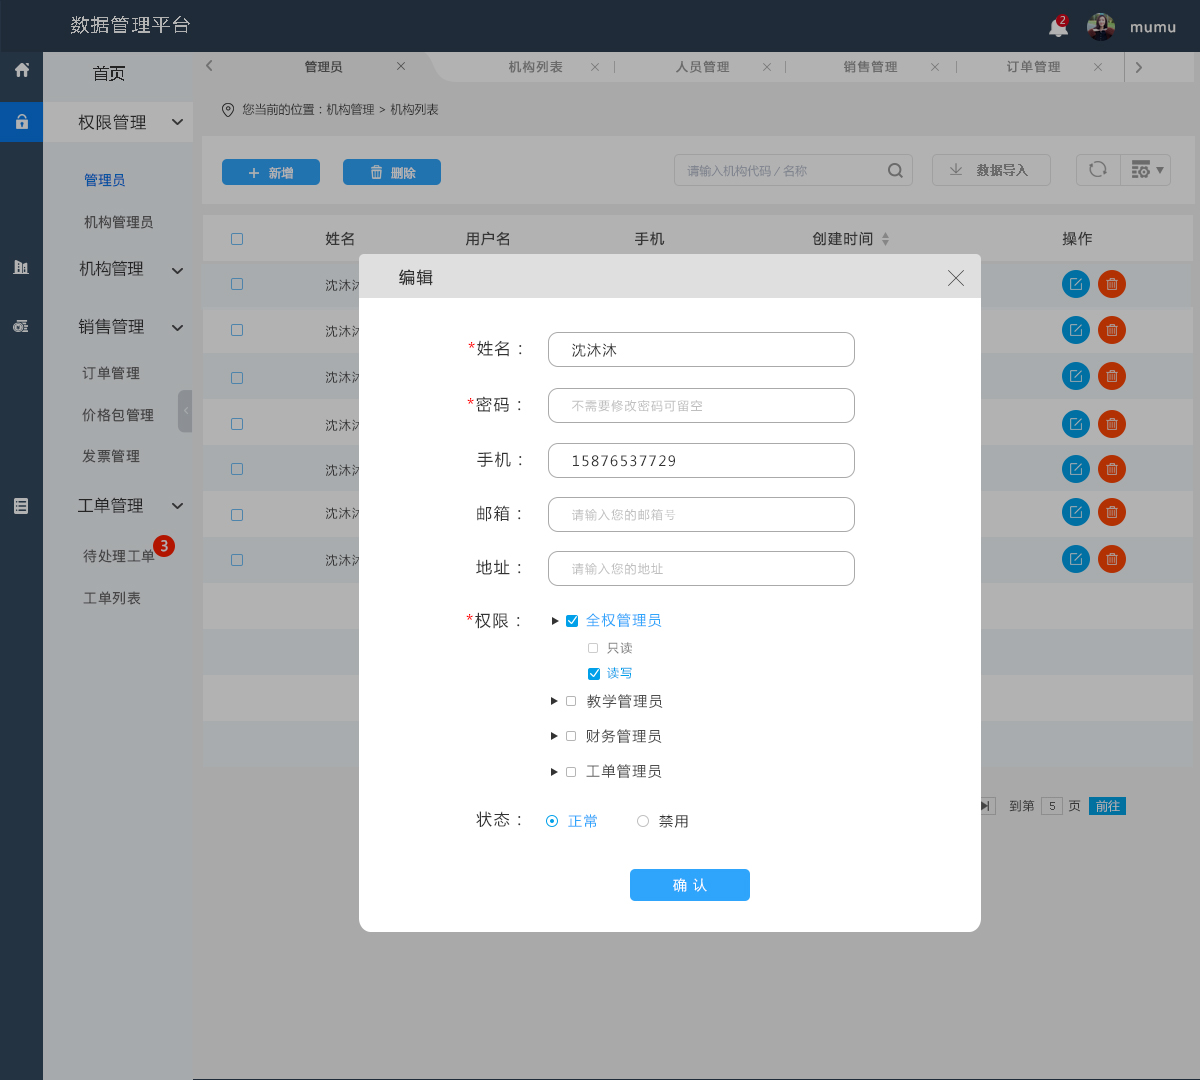 数据管理平台
2
mumu
首页
管理员
机构列表
人员管理
销售管理
订单管理
权限管理
您当前的位置：机构管理 > 机构列表
管理员
机构管理员
机构管理
销售管理
订单管理
价格包管理
发票管理
工单管理
待处理工单
3
工单列表
新增
删除
请输入机构代码 / 名称
数据导入
姓名
用户名
手机
创建时间
操作
沈沐
沈沐
沈沐
沈沐
沈沐
沈沐
沈沐
编辑
*姓名：
沈沐沐
*密码：
不需要修改密码可留空
手机：
15876537729
邮箱：
请输入您的邮箱号
地址：
请输入您的地址
*权限：
全权管理员
只读
读写
教学管理员
财务管理员
工单管理员
状态：
正常
禁用
确 认
到第 5 页 前往